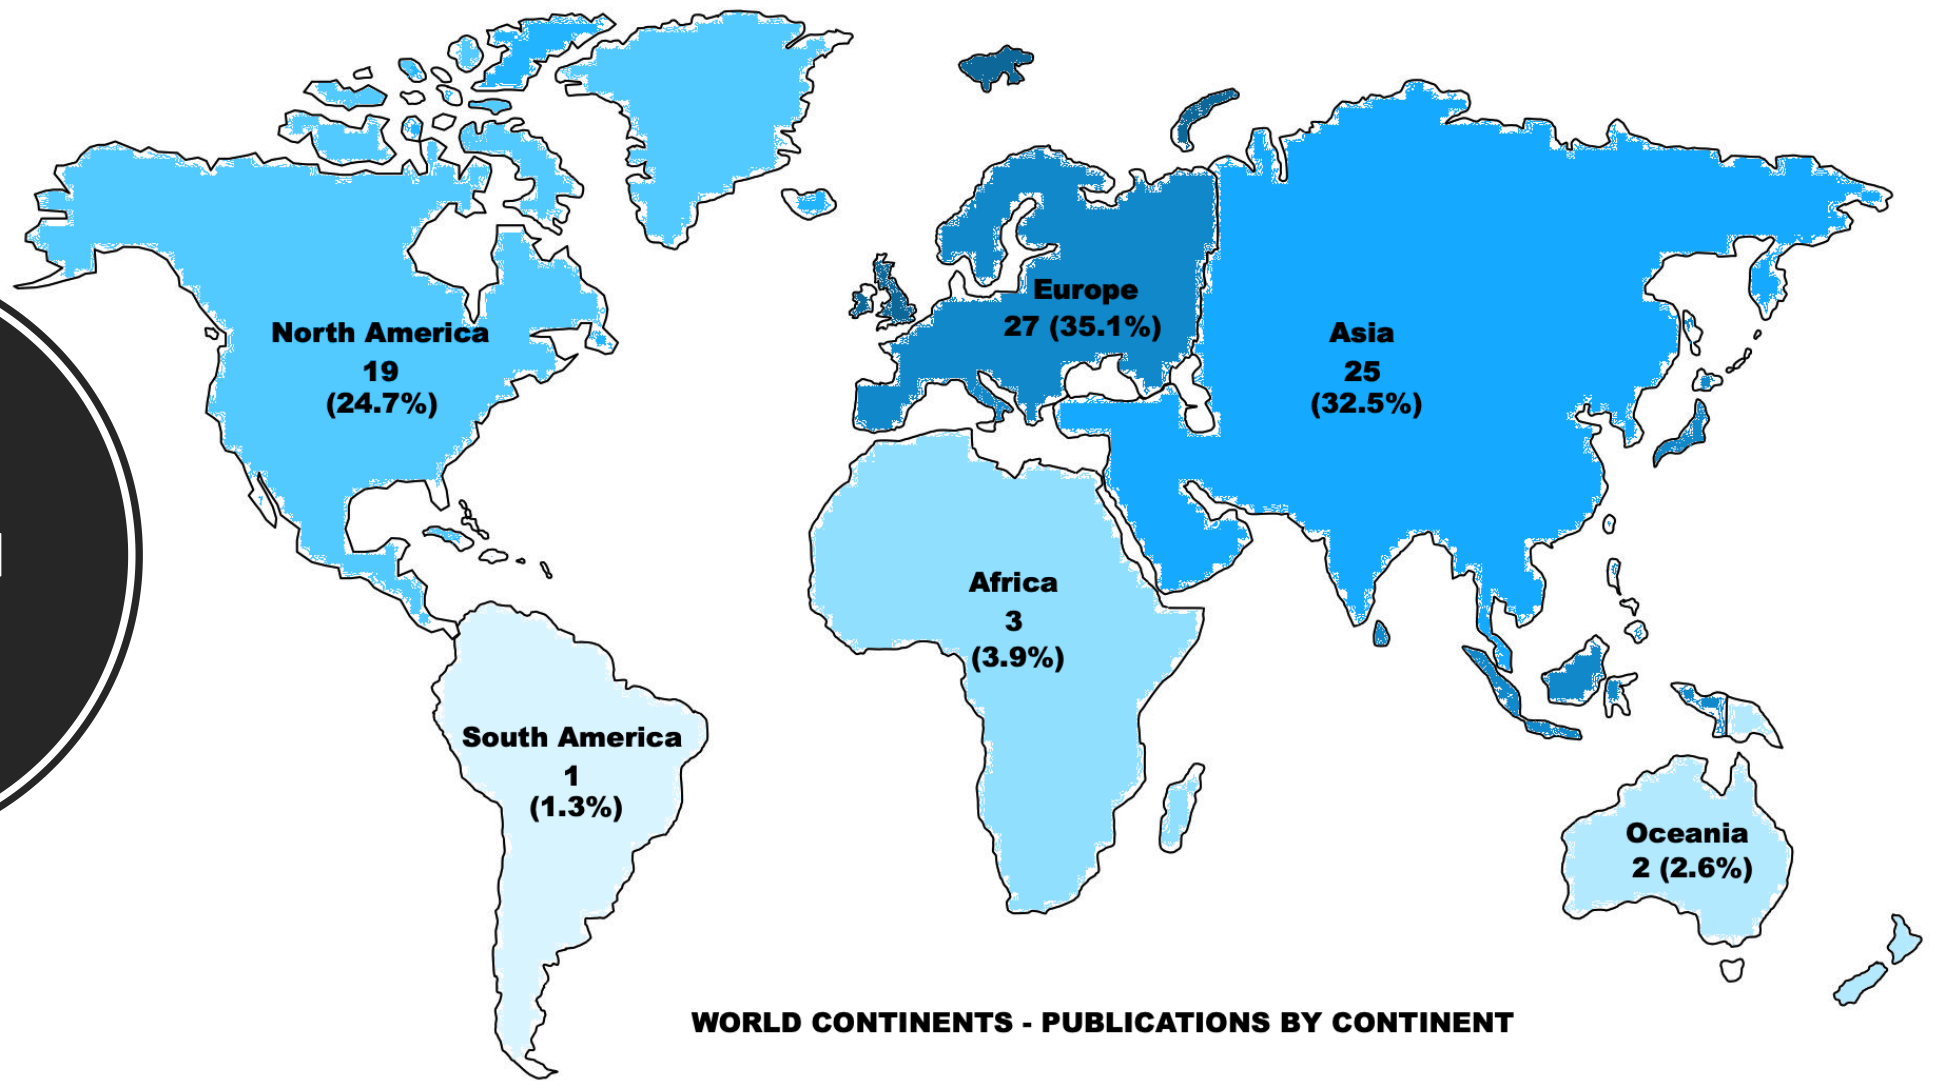 North America
19
(24.7%)
Europe
27 (35.1%)
Asia
25
(32.5%)
Africa
3
(3.9%)
South America
1
(1.3%)
Oceania
2 (2.6%)
WORLD CONTINENTS - PUBLICATIONS BY CONTINENT